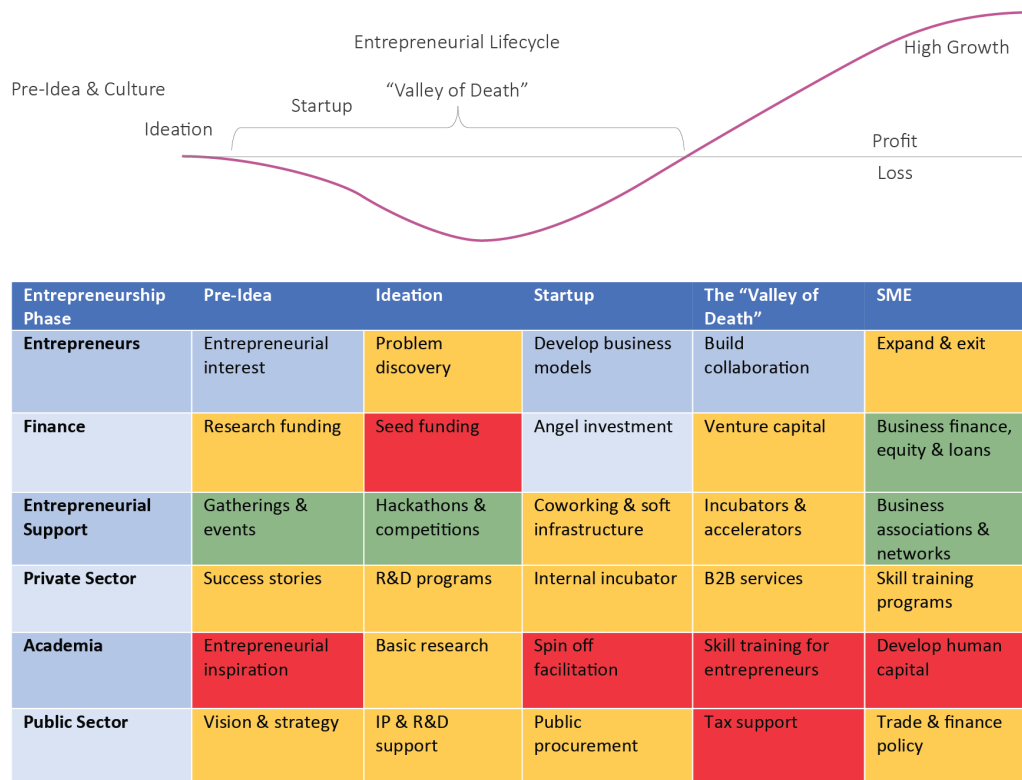 Entrepreneurial Lifecycle
High Growth
Pre-Idea & Culture
“Valley of Death”
Startup
Ideation
Profit
Loss
Entrepreneurship Phase
Pre-Idea
Ideation
Startup
The “Valley of
Death”
SME
Entrepreneurs
Entrepreneurial
interest
Problem
discovery
Develop business
models
Build
collaboration
Expand & exit
Finance
Research funding
Seed funding
Angel investment
Venture capital
Business finance,
equity & loans
Entrepreneurial
Support
Gatherings &
events
Hackathons &
competitions
Coworking & soft
infrastructure
Incubators &
accelerators
Business
associations &
networks
Private Sector
Success stories
R&D programs
Internal incubator
B2B services
Skill training
programs
Academia
Entrepreneurial
inspiration
Basic research
Spin off
facilitation
Skill training for
entrepreneurs
Develop human
capital
Public Sector
Vision & strategy
IP & R&D
support
Public
procurement
Tax support
Trade & finance
policy